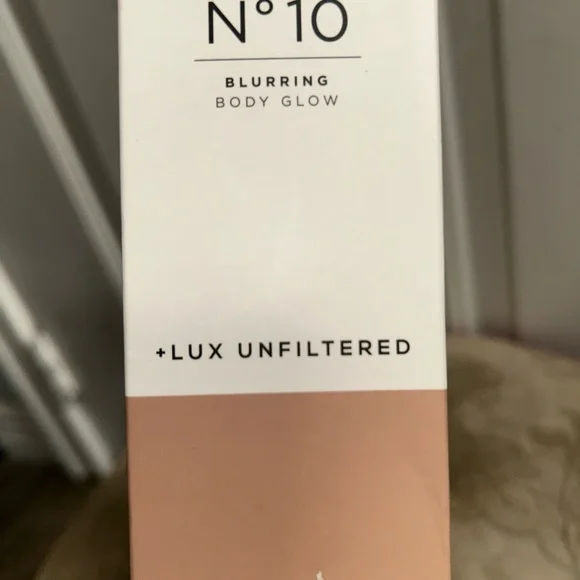 N° 10
BLURRING
BODY GLOW
+LUX UNFILTERED